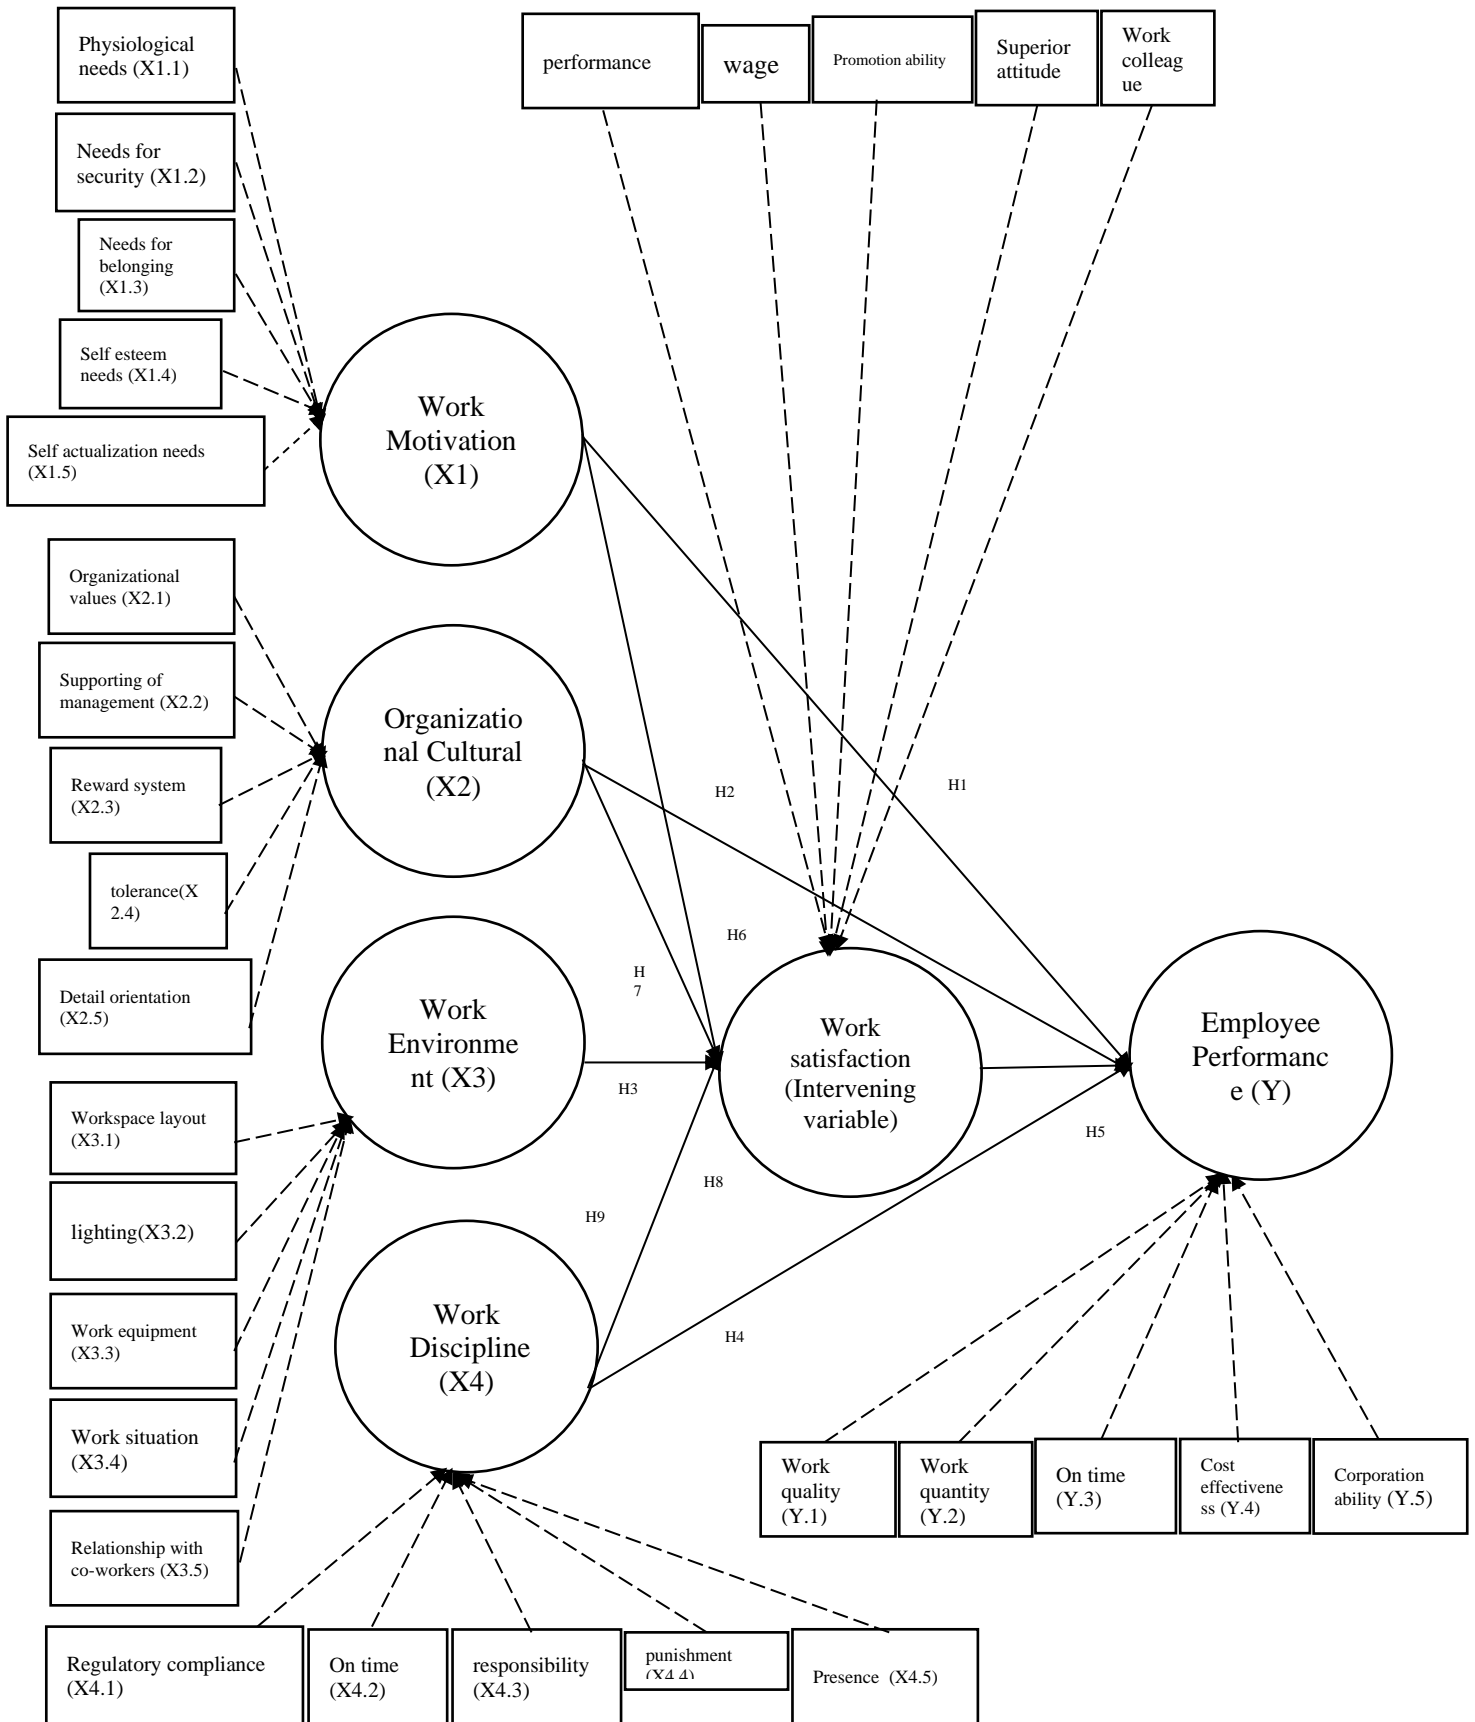 Physiological
needs (X1.1)
Needs for
security (X1.2)
Needs for
belonging
(X1.3)
Self esteem
needs (X1.4)
Self actualization needs
(X1.5)
performance
wage
Promotion ability
Superior
attitude
Work
colleag
ue
Work
Motivation
(X1)
Organizational
values (X2.1)
Supporting of
management (X2.2)
Reward system
(X2.3)
tolerance(X
2.4)
Detail orientation
(X2.5)
Organizatio
nal Cultural
(X2)
H2
H1
H6
H
7
Work
Environme
nt (X3)
H3
Work
satisfaction
(Intervening
variable)
Employee
Performanc
e (Y)
H5
H8
H9
H4
Workspace layout
(X3.1)
lighting(X3.2)
Work equipment
(X3.3)
Work situation
(X3.4)
Relationship with
co-workers (X3.5)
Work
Discipline
(X4)
Work
quality
(Y.1)
Work
quantity
(Y.2)
On time
(Y.3)
Cost
effectivene
ss (Y.4)
Corporation
ability (Y.5)
Regulatory compliance
(X4.1)
On time
(X4.2)
responsibility
(X4.3)
punishment
(X4.4)
Presence  (X4.5)